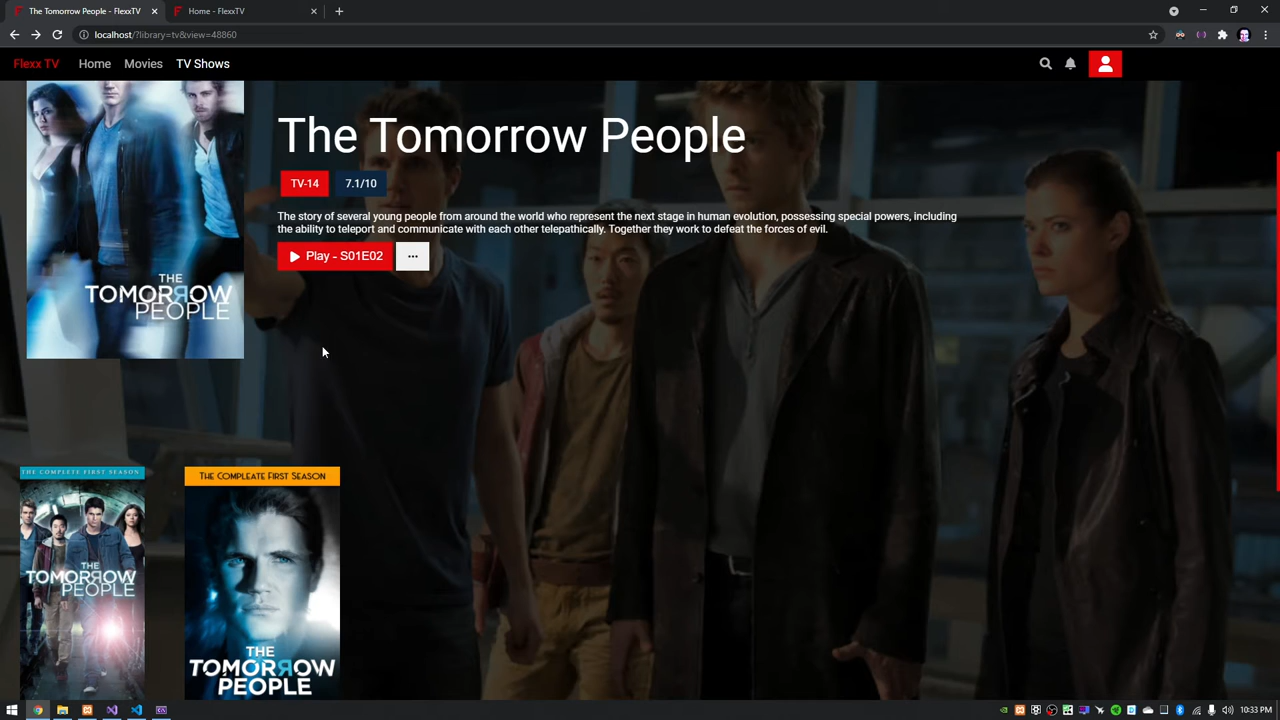 The Tomorrow People - FlexxTV
Home - FlexxTV
localhost/?library=tv&view=48860
Flexx TV Home Movies TV Shows
The Tomorrow People
TV-14 7.1/10
The story of several young people from around the world who represent the next stage in human evolution, possessing special powers, including
the ability to teleport and communicate with each other telepathically. Together they work to defeat the forces of evil.
Play - S01E02 ...
THE
TOMORROW
PEOPLE
THE COMPLETE FIRST SEASON
THE
TOMORROW
PEOPLE
THE COMPLEATE FIRST SEASON
THE
TOMORROW
PEOPLE
10:33 PM